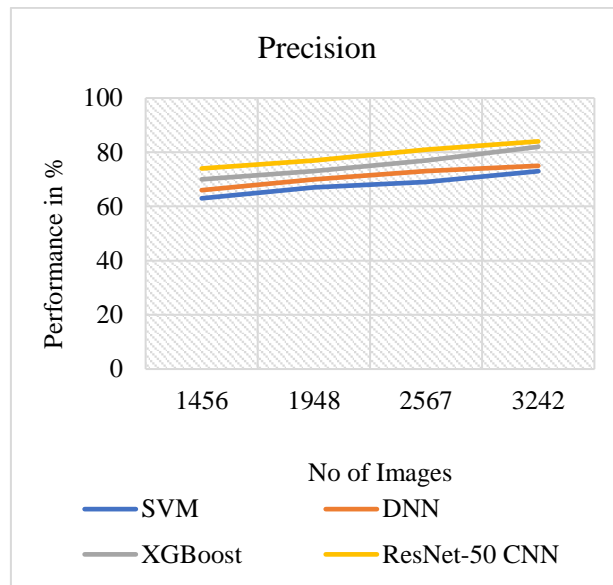 Precision
100
80
60
40
20
0
Performance in %
1456 1948 2567 3242
No of Images
SVM DNN
XGBoost ResNet-50 CNN